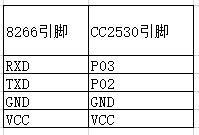 8266引脚 CC2530引脚
RXD P03
TXD P02
GND GND
VCC VCC